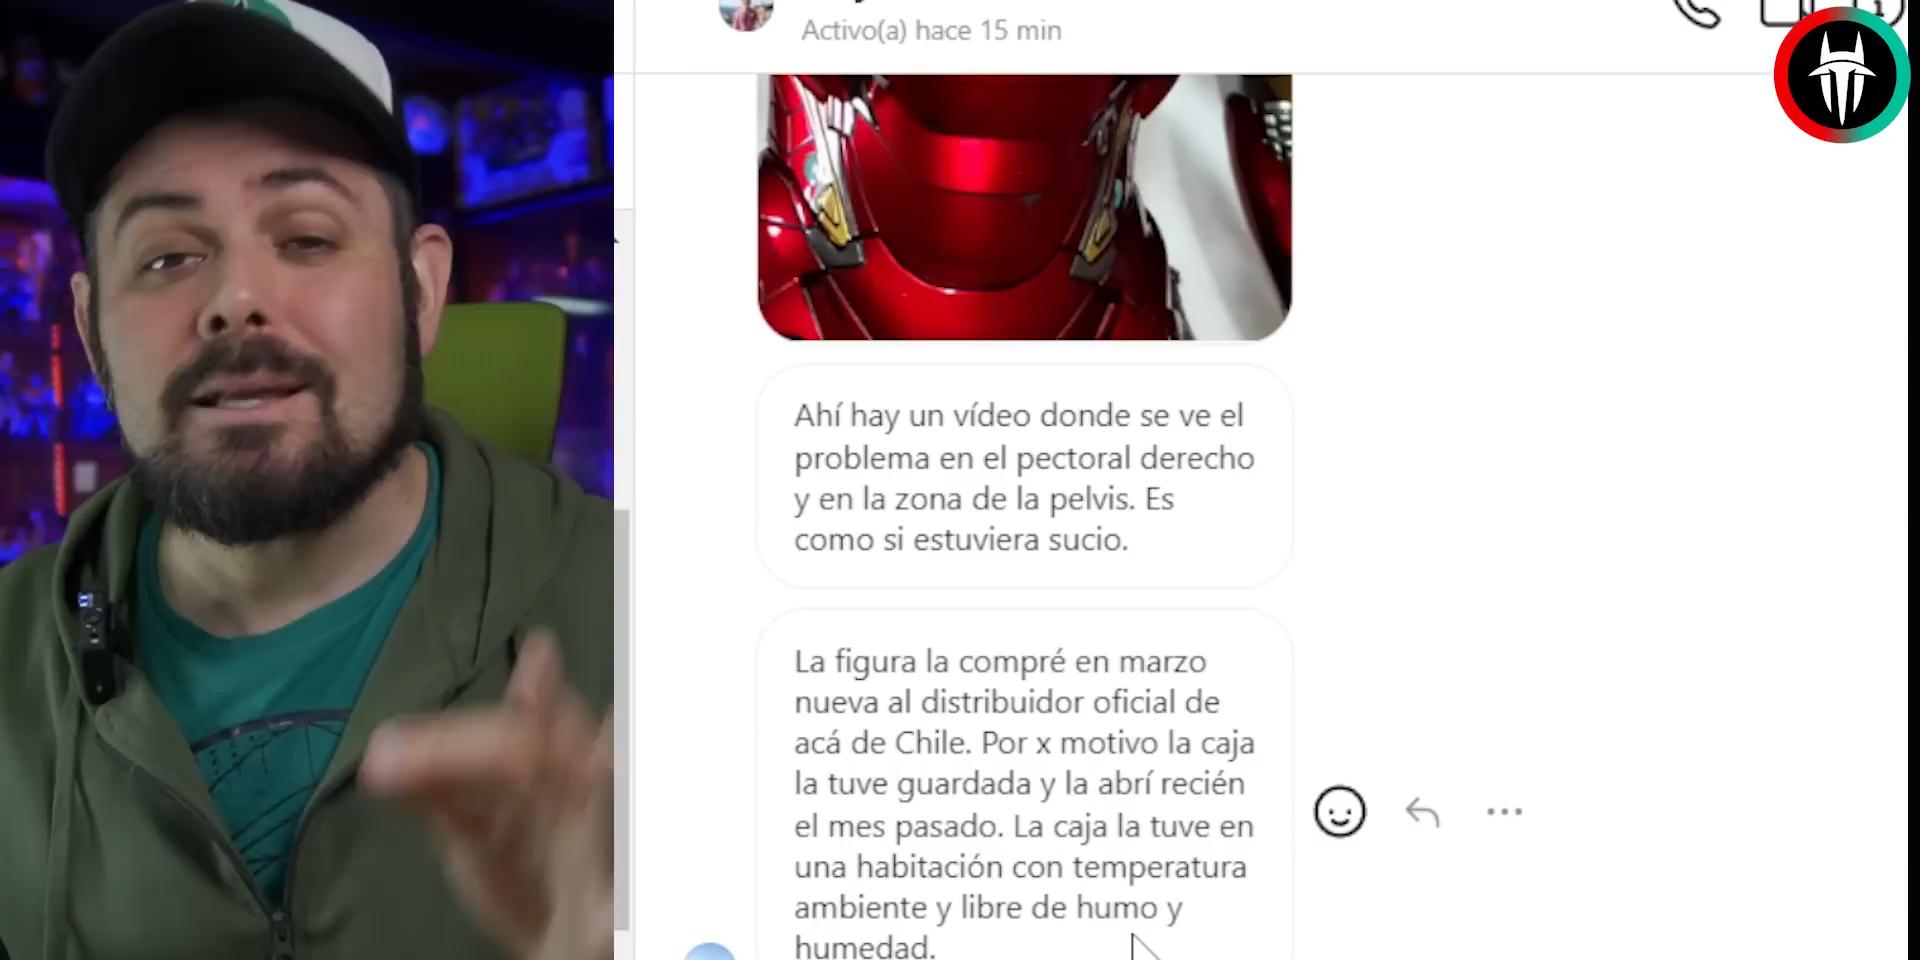 Activo(a) hace 15 min
Ahí hay un vídeo donde se ve el
problema en el pectoral derecho
y en la zona de la pelvis. Es
como si estuviera sucio.
La figura la compré en marzo
nueva al distribuidor oficial de
acá de Chile. Por x motivo la caja
la tuve guardada y la abrí recién
el mes pasado. La caja la tuve en
una habitación con temperatura
ambiente y libre de humo y
humedad.